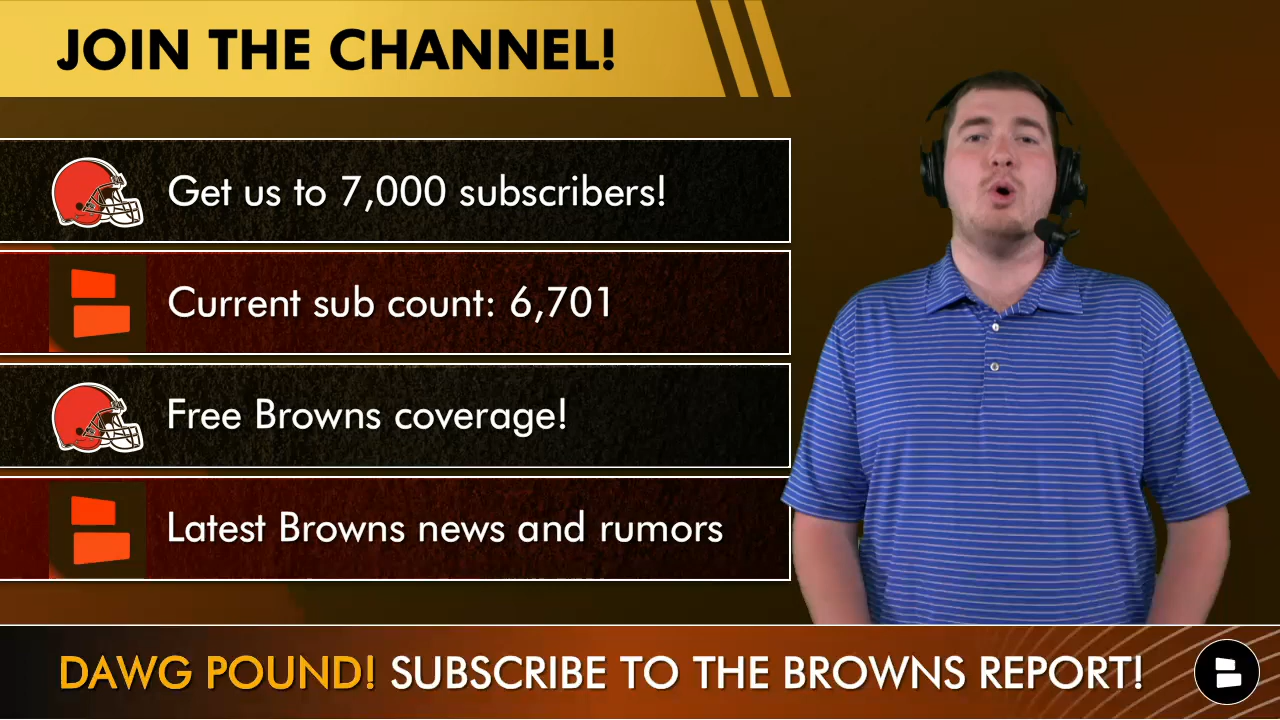 JOIN THE CHANNEL!
Get us to 7,000 subscribers!
Current sub count: 6,701
Free Browns coverage!
Latest Browns news and rumors
DAWG POUND! SUBSCRIBE TO THE BROWNS REPORT!